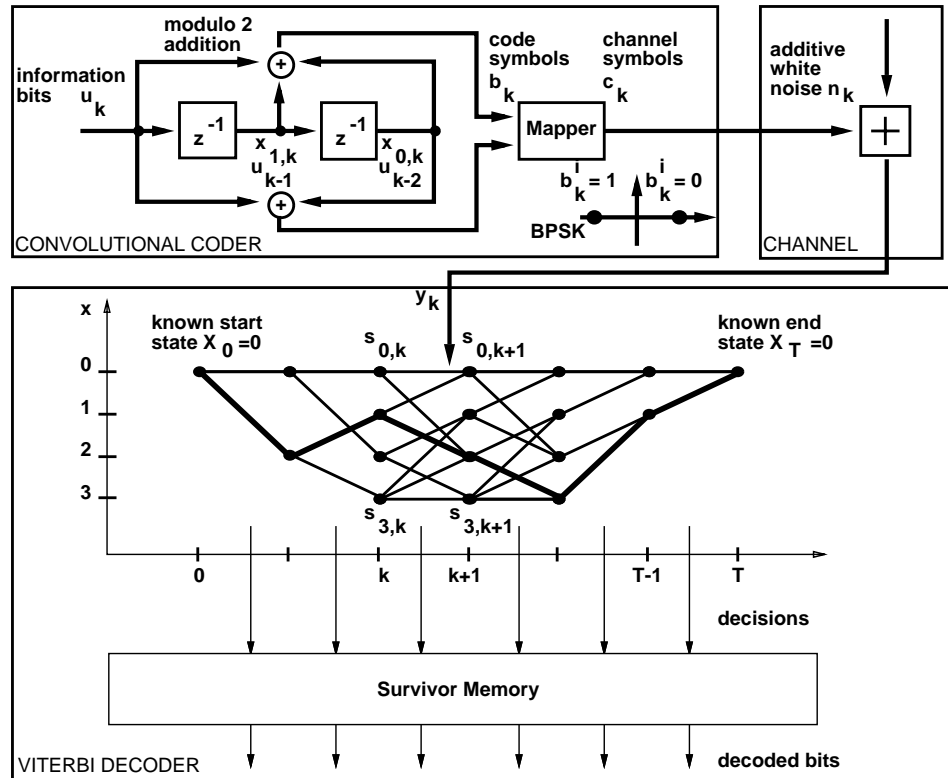 modulo 2
addition
information
bits
u k
z -1
z -1
x 1,k
u k-1
x 0,k
u k-2
+
+
code
symbols
b k
channel
symbols
c k
Mapper
b i k = 1
b i k = 0
BPSK
CONVOLUTIONAL CODER
additive
white
noise n k
+
CHANNEL
y k
x
known start
state X 0 =0
s 0,k
s 0,k+1
known end
state X T =0
0
1
2
3
s 3,k
s 3,k+1
0
k
k+1
T-1
T
decisions
Survivor Memory
VITERBI DECODER
decoded bits